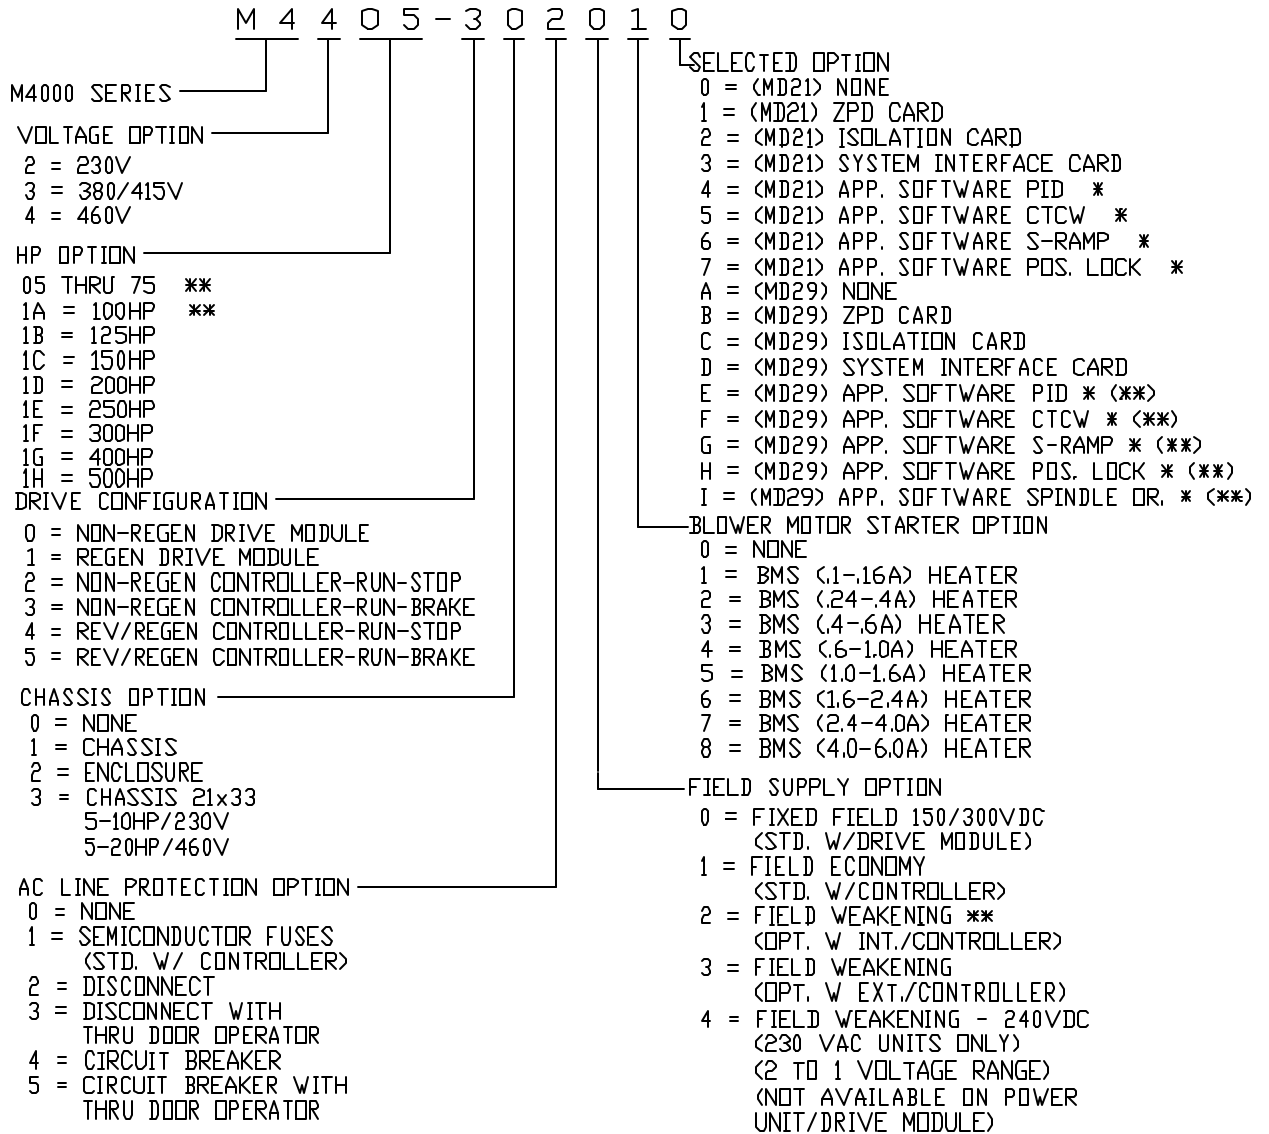 M4405-302010
M4000 SERIES
VOLTAGE OPTION
2 = 230V
3 = 380/415V
4 = 460V
HP OPTION
05 THRU 75 **
1A = 100HP **
1B = 125HP
1C = 150HP
1D = 200HP
1E = 250HP
1F = 300HP
1G = 400HP
1H = 500HP
DRIVE CONFIGURATION
0 = NON-REGEN DRIVE MODULE
1 = REGEN DRIVE MODULE
2 = NON-REGEN CONTROLLER-RUN-STOP
3 = NON-REGEN CONTROLLER-RUN-BRAKE
4 = REV/REGEN CONTROLLER-RUN-STOP
5 = REV/REGEN CONTROLLER-RUN-BRAKE
CHASSIS OPTION
0 = NONE
1 = CHASSIS
2 = ENCLOSURE
3 = CHASSIS 21x33
5-10HP/230V
5-20HP/460V
AC LINE PROTECTION OPTION
0 = NONE
1 = SEMICONDUCTOR FUSES
(STD. W/ CONTROLLER)
2 = DISCONNECT
3 = DISCONNECT WITH
THRU DOOR OPERATOR
4 = CIRCUIT BREAKER
5 = CIRCUIT BREAKER WITH
THRU DOOR OPERATOR
SELECTED OPTION
0 = (MD21) NONE
1 = (MD21) ZPD CARD
2 = (MD21) ISOLATION CARD
3 = (MD21) SYSTEM INTERFACE CARD
4 = (MD21) APP. SOFTWARE PID *
5 = (MD21) APP. SOFTWARE CTCW *
6 = (MD21) APP. SOFTWARE S-RAMP *
7 = (MD21) APP. SOFTWARE POS. LOCK *
A = (MD29) NONE
B = (MD29) ZPD CARD
C = (MD29) ISOLATION CARD
D = (MD29) SYSTEM INTERFACE CARD
E = (MD29) APP. SOFTWARE PID * (**)
F = (MD29) APP. SOFTWARE CTCW * (**)
G = (MD29) APP. SOFTWARE S-RAMP * (**)
H = (MD29) APP. SOFTWARE POS. LOCK * (**)
I = (MD29) APP. SOFTWARE SPINDLE OR. * (**)
BLOWER MOTOR STARTER OPTION
0 = NONE
1 = BMS (.1-.16A) HEATER
2 = BMS (.24-.4A) HEATER
3 = BMS (.4-.6A) HEATER
4 = BMS (.6-1.0A) HEATER
5 = BMS (1.0-1.6A) HEATER
6 = BMS (1.6-2.4A) HEATER
7 = BMS (2.4-4.0A) HEATER
8 = BMS (4.0-6.0A) HEATER
FIELD SUPPLY OPTION
0 = FIXED FIELD 150/300VDC
(STD. W/DRIVE MODULE)
1 = FIELD ECONOMY
(STD. W/CONTROLLER)
2 = FIELD WEAKENING **
(OPT. W INT./CONTROLLER)
3 = FIELD WEAKENING
(OPT. W EXT./CONTROLLER)
4 = FIELD WEAKENING - 240VDC
(230 VAC UNITS ONLY)
(2 TO 1 VOLTAGE RANGE)
(NOT AVAILABLE ON POWER
UNIT/DRIVE MODULE)